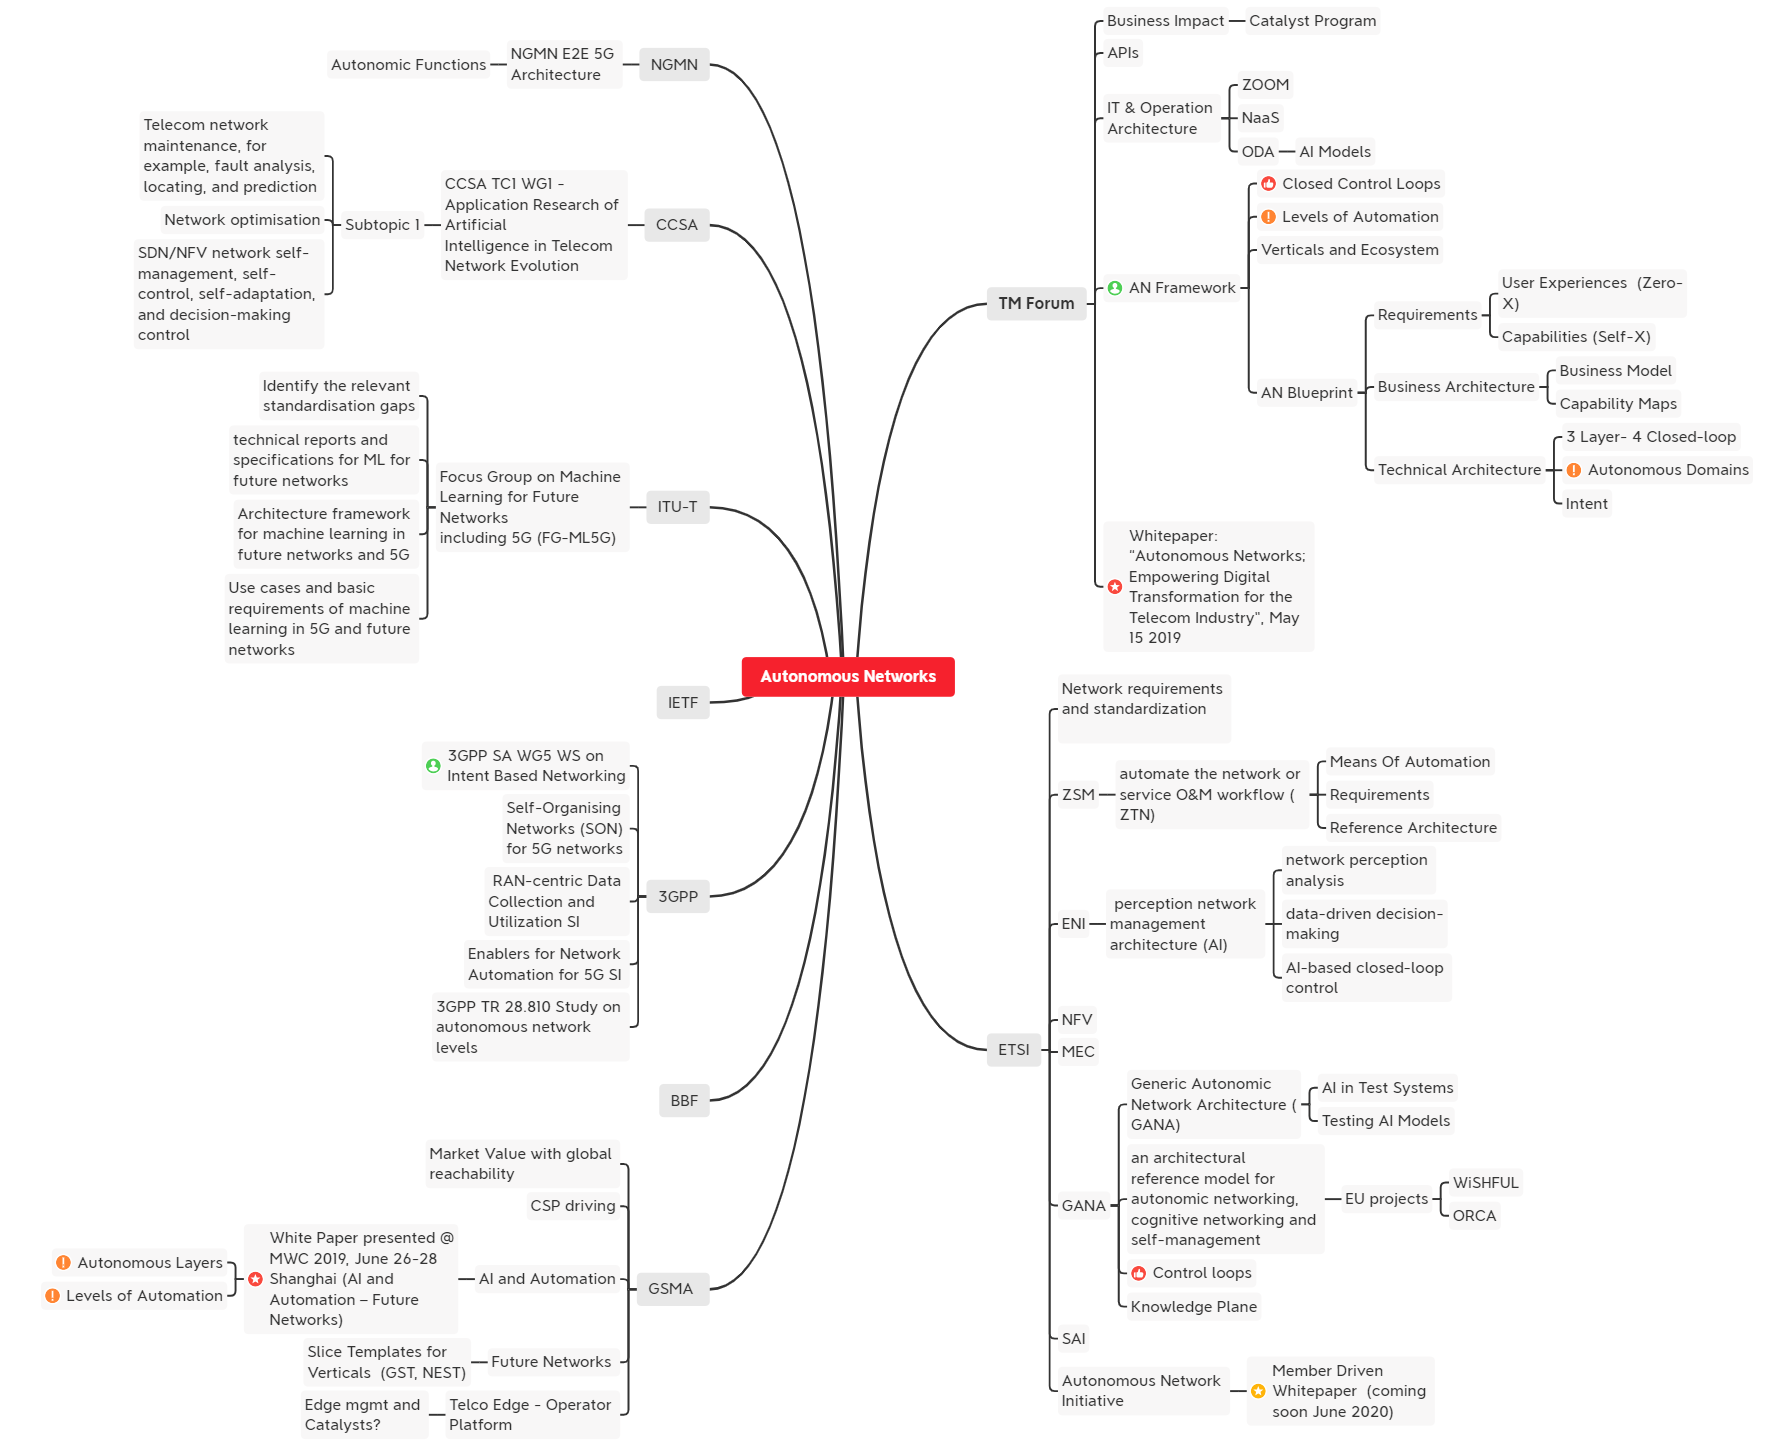 Autonomous Networks
NGMN
NGMN E2E 5G
Architecture
Autonomic Functions
CCSA
CCSA TC1 WG1 -
Application Research of
Artificial
Intelligence in Telecom
Network Evolution
Subtopic 1
Telecom network
maintenance, for
example, fault analysis,
locating, and prediction
Network optimisation
SDN/NFV network self-
management, self-
control, self-adaptation,
and decision-making
control
ITU-T
Focus Group on Machine
Learning for Future
Networks
including 5G (FG-ML5G)
Identify the relevant
standardisation gaps
technical reports and
specifications for ML for
future networks
Architecture framework
for machine learning in
future networks and 5G
Use cases and basic
requirements of machine
learning in 5G and future
networks
IETF
3GPP
3GPP SA WG5 WS on
Intent Based Networking
Self-Organising
Networks (SON)
for 5G networks
RAN-centric Data
Collection and
Utilization SI
Enablers for Network
Automation for 5G SI
3GPP TR 28.810 Study on
autonomous network
levels
BBF
GSMA
Market Value with global
reachability
CSP driving
AI and Automation
White Paper presented @
MWC 2019, June 26-28
Shanghai (AI and
Automation – Future
Networks)
Autonomous Layers
Levels of Automation
Future Networks
Slice Templates for
Verticals (GST, NEST)
Telco Edge - Operator
Platform
Edge mgmt and
Catalysts?
TM Forum
Business Impact
Catalyst Program
APIs
IT & Operation
Architecture
ZOOM
NaaS
ODA
AI Models
AN Framework
Closed Control Loops
Levels of Automation
Verticals and Ecosystem
AN Blueprint
Requirements
User Experiences (Zero-
X)
Capabilities (Self-X)
Business Architecture
Business Model
Capability Maps
Technical Architecture
3 Layer- 4 Closed-loop
Autonomous Domains
Intent
Whitepaper:
"Autonomous Networks;
Empowering Digital
Transformation for the
Telecom Industry", May
15 2019
ETSI
Network requirements
and standardization
ZSM
automate the network or
service O&M workflow (
ZTN)
Means Of Automation
Requirements
Reference Architecture
ENI
perception network
management
architecture (AI)
network perception
analysis
data-driven decision-
making
AI-based closed-loop
control
NFV
MEC
GANA
Generic Autonomic
Network Architecture (
GANA)
AI in Test Systems
Testing AI Models
an architectural
reference model for
autonomic networking,
cognitive networking and
self-management
EU projects
WiSHFUL
ORCA
Control loops
Knowledge Plane
SAI
Autonomous Network
Initiative
Member Driven
Whitepaper (coming
soon June 2020)